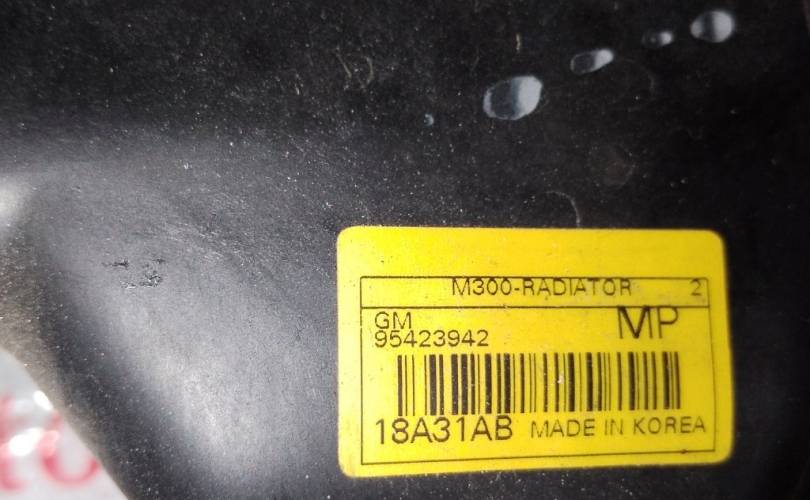 M300-RADIATOR 2
GM MP
95423942
18A31AB MADE IN KOREA